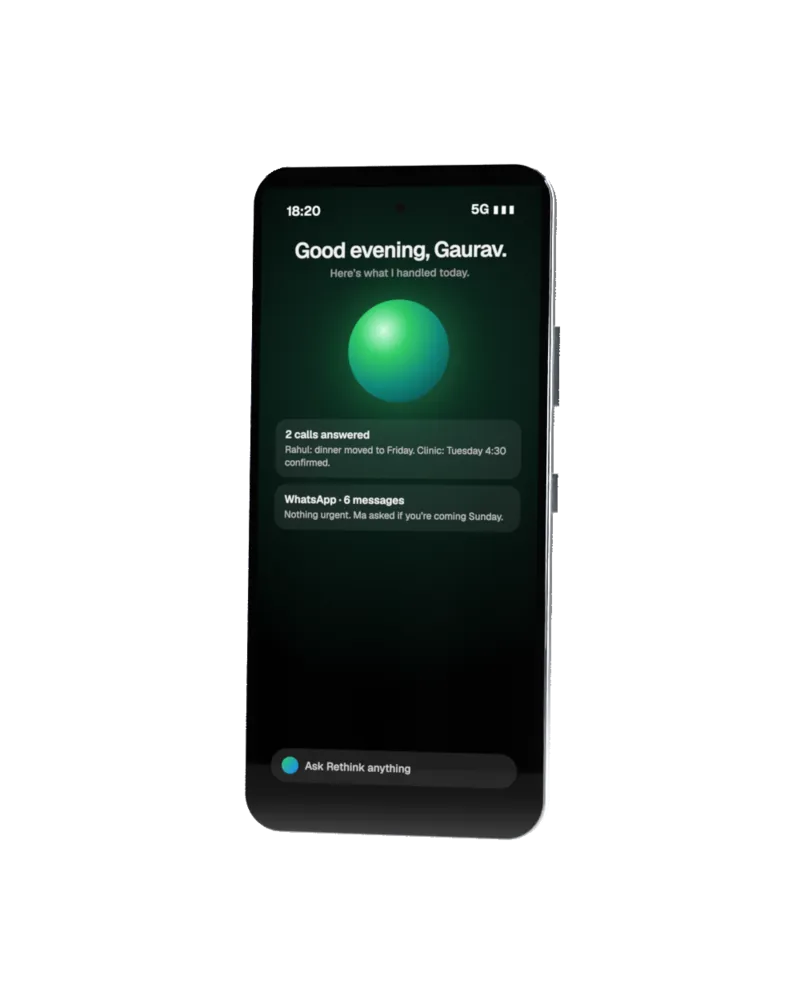 18:20
5G
Good evening, Gaurav.
Here's what I handled today.
2 calls answered
Rahul: dinner moved to Friday. Clinic: Tuesday 4:30
confirmed.
WhatsApp · 6 messages
Nothing urgent. Ma asked if you're coming Sunday.
Ask Rethink anything